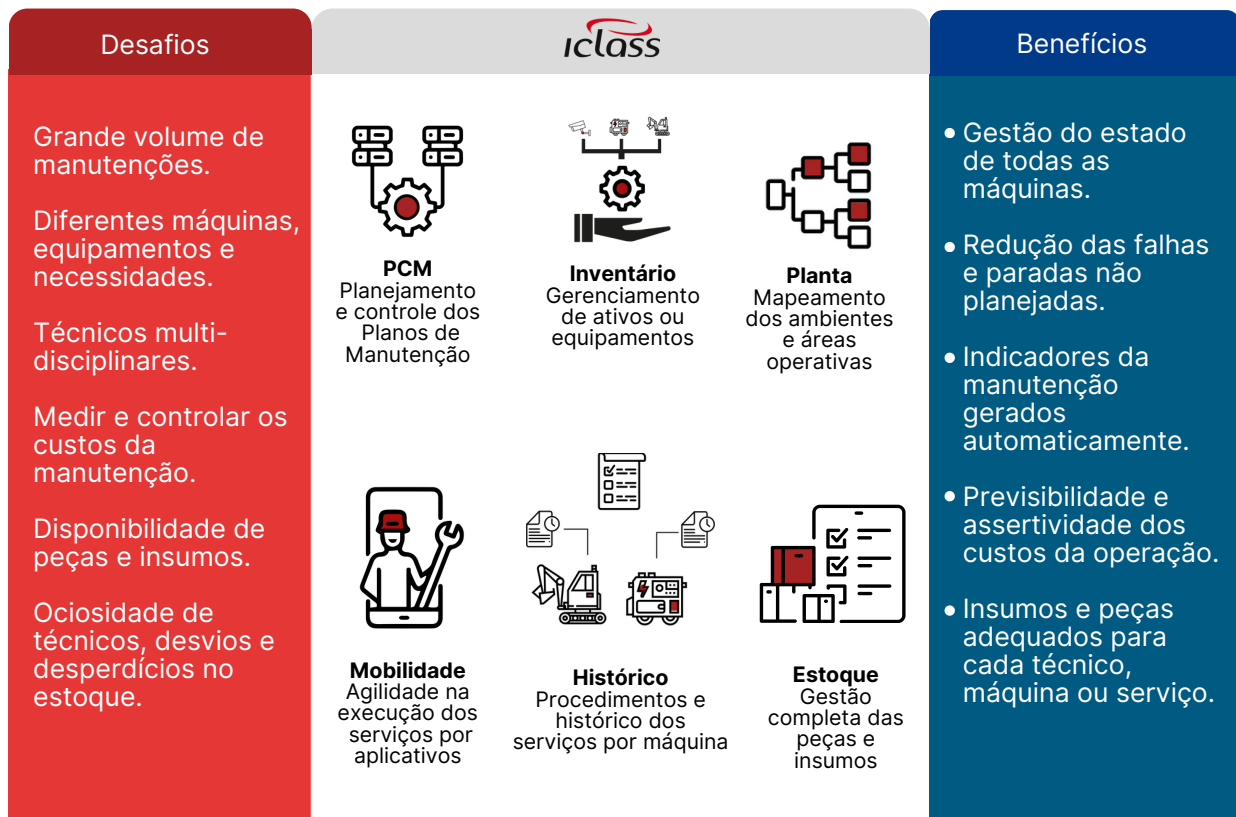 Desafios
Grande volume de
manutenções.
Diferentes máquinas,
equipamentos e
necessidades.
Técnicos multi-
disciplinares.
Medir e controlar os
custos da
manutenção.
Disponibilidade de
peças e insumos.
Ociosidade de
técnicos, desvios e
desperdícios no
estoque.
iclass
PCM
Planejamento
e controle dos
Planos de
Manutenção
Inventário
Gerenciamento
de ativos ou
equipamentos
Planta
Mapeamento
dos ambientes
e áreas
operativas
Mobilidade
Agilidade na
execução dos
serviços por
aplicativos
Histórico
Procedimentos e
histórico dos
serviços por máquina
Estoque
Gestão
completa das
peças e
insumos
Benefícios
• Gestão do estado
de todas as
máquinas.
• Redução das falhas
e paradas não
planejadas.
• Indicadores da
manutenção
gerados
automaticamente.
• Previsibilidade e
assertividade dos
custos da operação.
• Insumos e peças
adequados para
cada técnico,
máquina ou serviço.